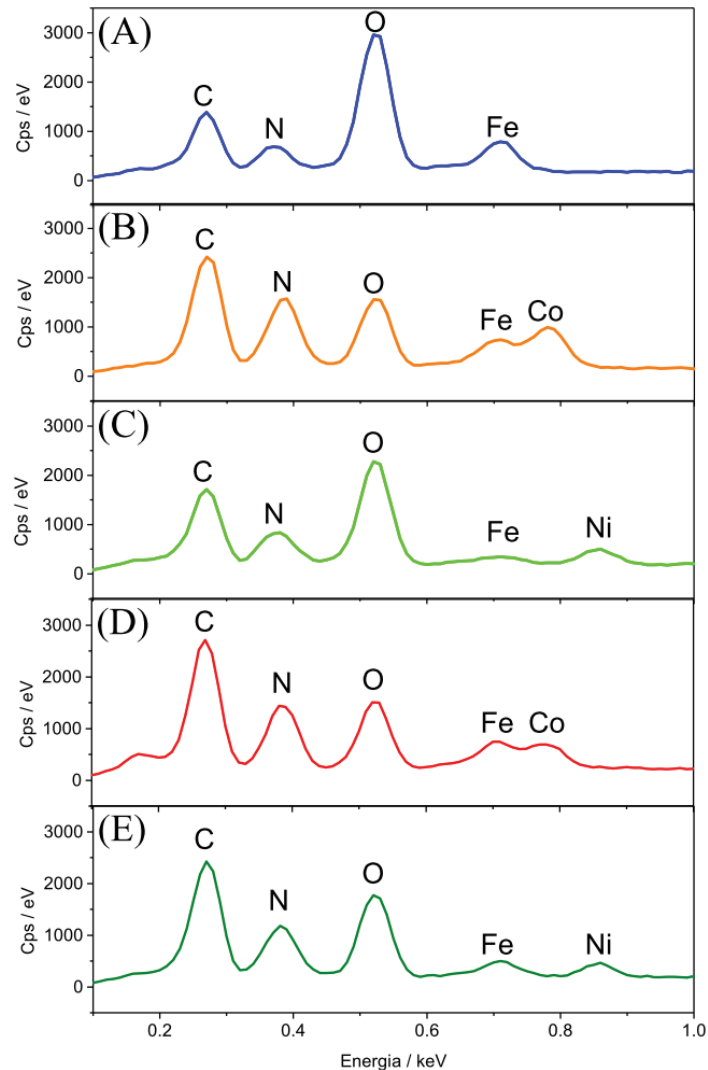 (A)
O
C
N
Fe
3000
2000
1000
0
Cps / eV
(B)
C
N
O
Fe
Co
3000
2000
1000
0
Cps / eV
(C)
O
C
N
Fe
Ni
3000
2000
1000
0
Cps / eV
(D)
C
N
O
Fe
Co
3000
2000
1000
0
Cps / eV
(E)
C
N
O
Fe
Ni
3000
2000
1000
0
Cps / eV
0.2 0.4 0.6 0.8 1.0
Energia / keV